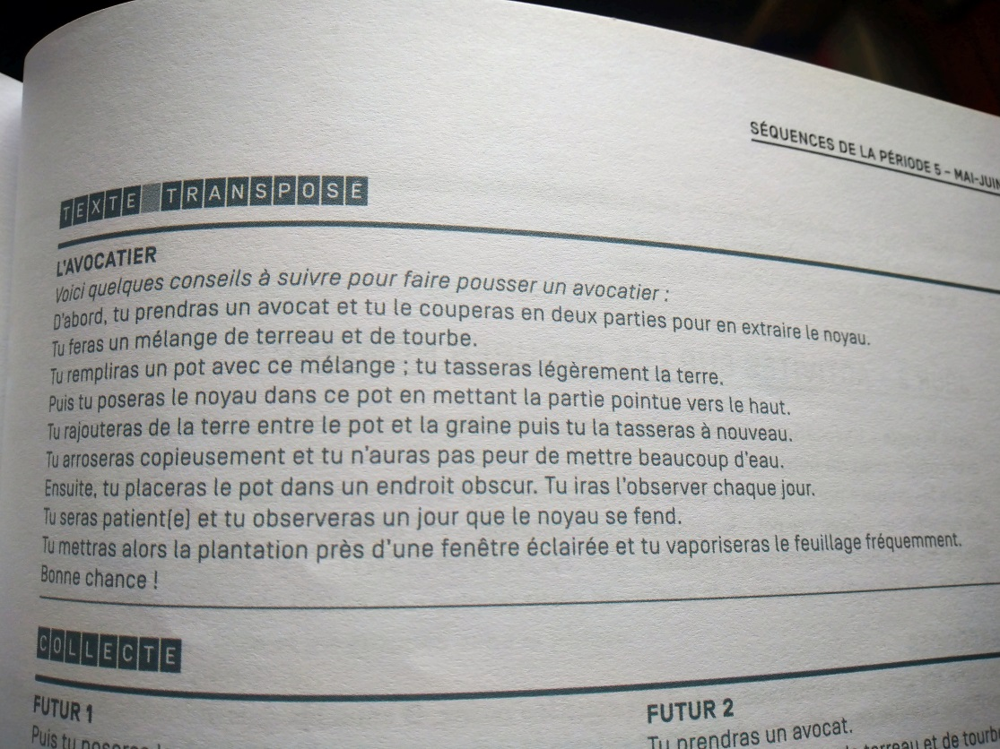 SÉQUENCES DE LA PÉRIODE 5 – MAI-JUIN
TEXTE TRANSPOSÉ
L'AVOCATIER
Voici quelques conseils à suivre pour faire pousser un avocatier :
D'abord, tu prendras un avocat et tu le couperas en deux parties pour en extraire le noyau.
Tu feras un mélange de terreau et de tourbe.
Tu rempliras un pot avec ce mélange ; tu tasseras légèrement la terre.
Puis tu poseras le noyau dans ce pot en mettant la partie pointue vers le haut.
Tu rajouteras de la terre entre le pot et la graine puis tu la tasseras à nouveau.
Tu arroseras copieusement et tu n'auras pas peur de mettre beaucoup d'eau.
Ensuite, tu placeras le pot dans un endroit obscur. Tu iras l'observer chaque jour.
Tu seras patient(e) et tu observeras un jour que le noyau se fend.
Tu mettras alors la plantation près d'une fenêtre éclairée et tu vaporiseras le feuillage fréquemment.
Bonne chance !
COLLECTE
FUTUR 1
Puis tu
FUTUR 2
Tu prendras un avocat.
terreau et de